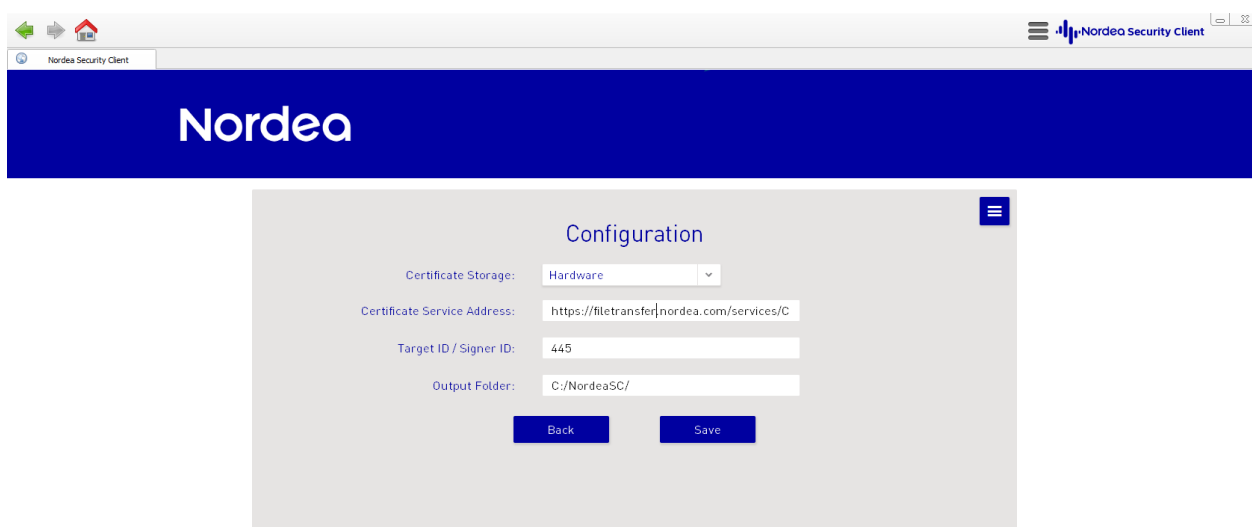 Nordea Security Client
Nordea Security Client
Nordea
Configuration
Certificate Storage: Hardware
Certificate Service Address: https://filetransfer.nordea.com/services/C
Target ID / Signer ID: 445
Output Folder: C:/NordeaSC/
Back Save